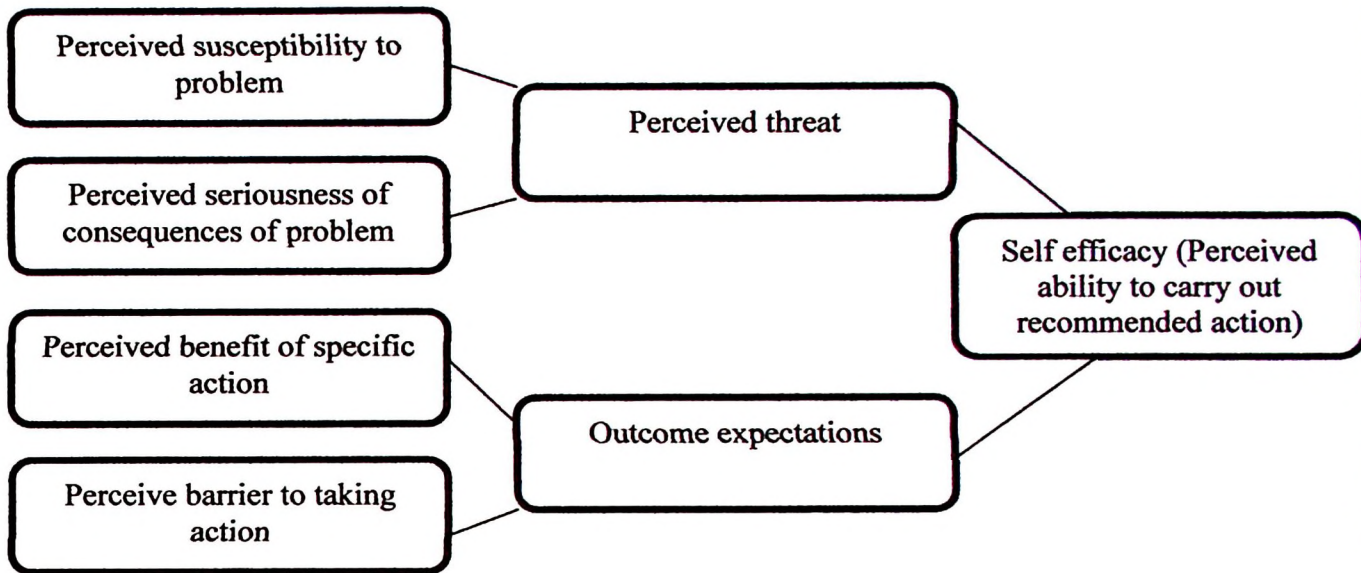 Perceived susceptibility to
problem
Perceived seriousness of
consequences of problem
Perceived benefit of specific
action
Perceive barrier to taking
action
Perceived threat
Outcome expectations
Self efficacy (Perceived
ability to carry out
recommended action)